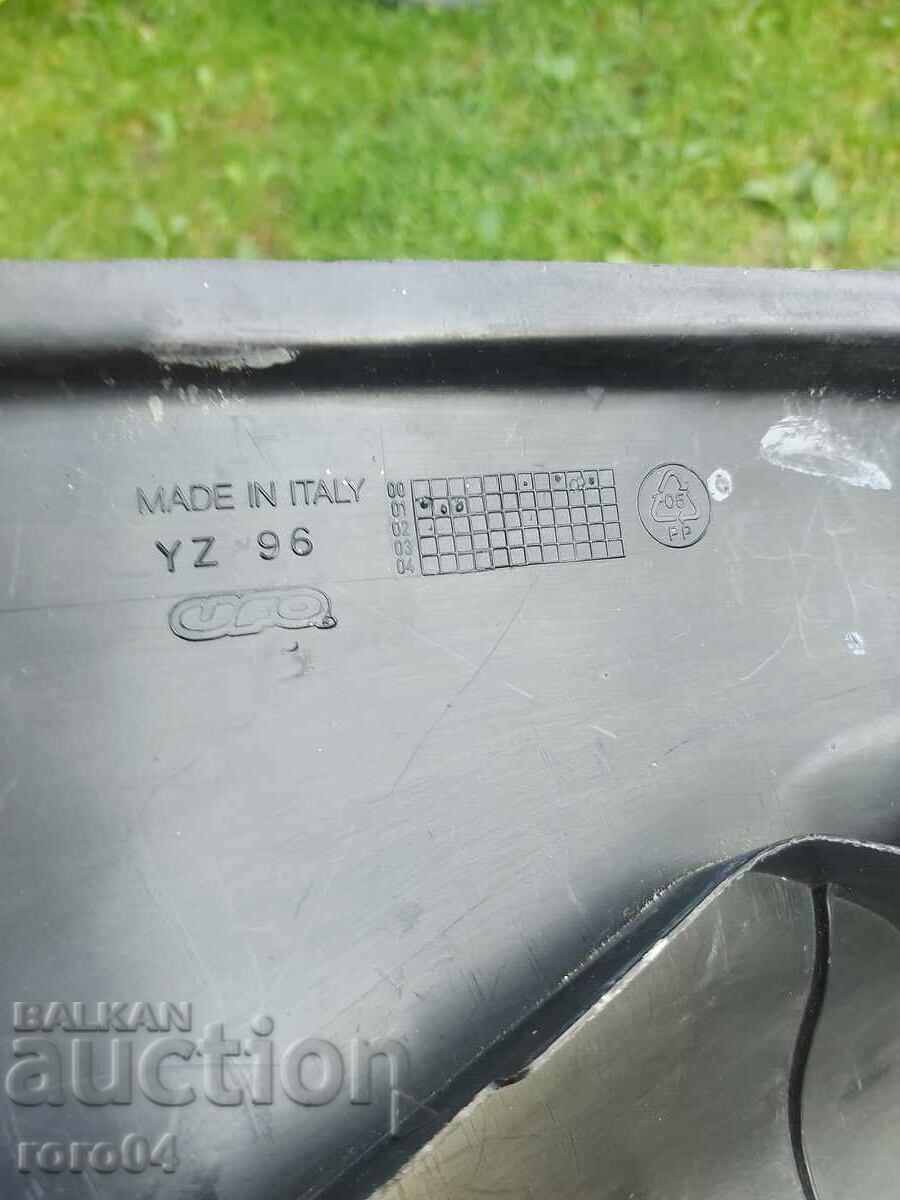 MADE IN ITALY
YZ 96
UFO
00
01
02
03
04
05
PP
BALKAN
auction
roro04